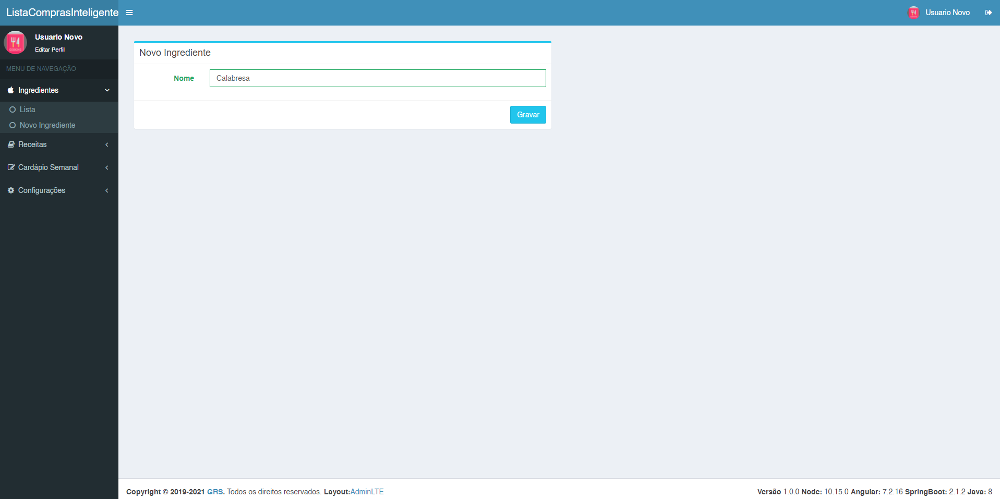 ListaComprasInteligente
Usuario Novo
Usuario Novo
Editar Perfil
MENU DE NAVEGAÇÃO
Ingredientes
Lista
Novo Ingrediente
Receitas
Cardápio Semanal
Configurações
Novo Ingrediente
Nome
Calabresa
Gravar
Copyright © 2019-2021 GRS. Todos os direitos reservados. Layout:AdminLTE
Versão 1.0.0 Node: 10.15.0 Angular: 7.2.16 SpringBoot: 2.1.2 Java: 8